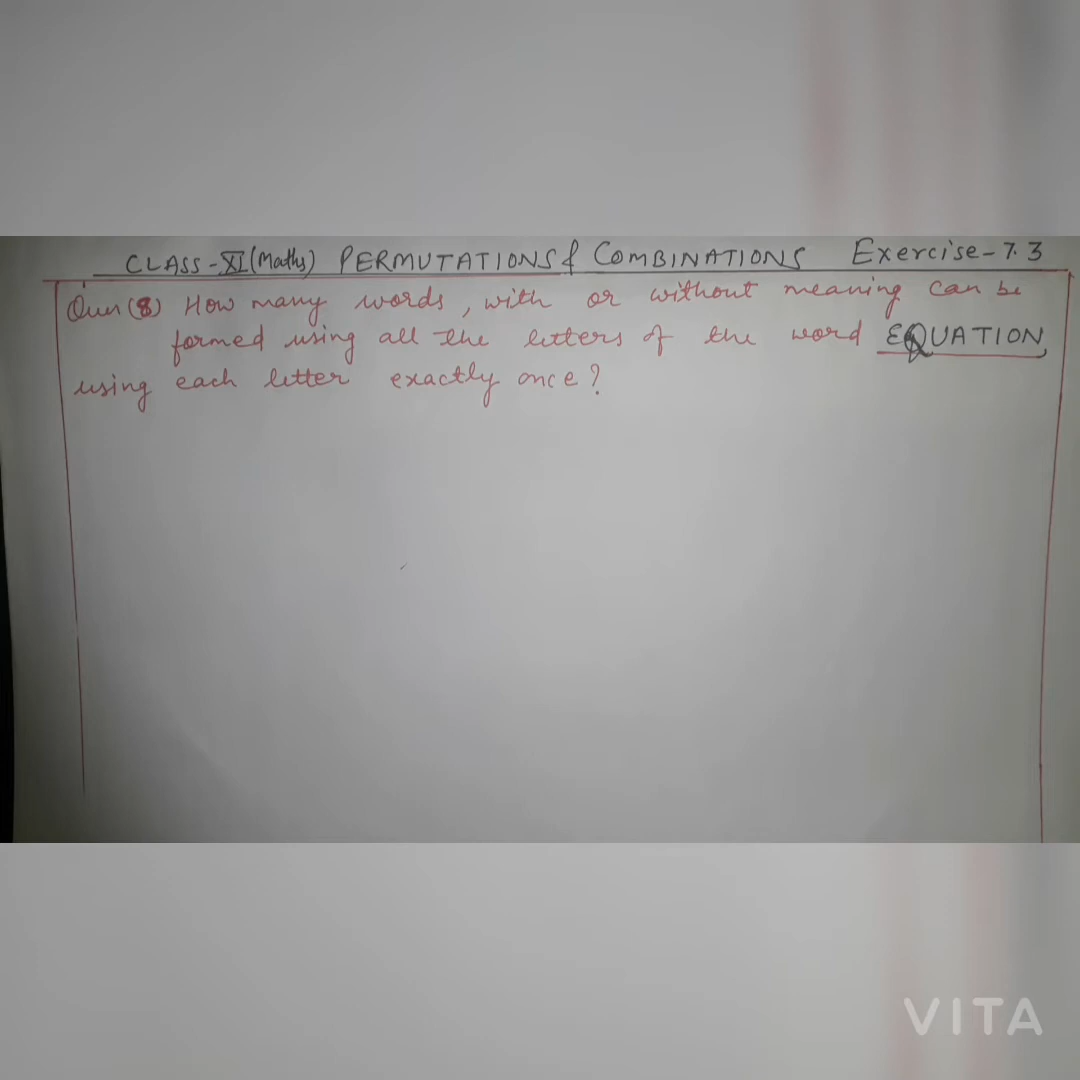 CLASS-XI (Maths) PERMUTATIONS & COMBINATIONS Exercise-7.3
Ques (8) How many words, with or without meaning can be
formed using all the letters of the word EQUATION,
using each letter exactly once?
VITA